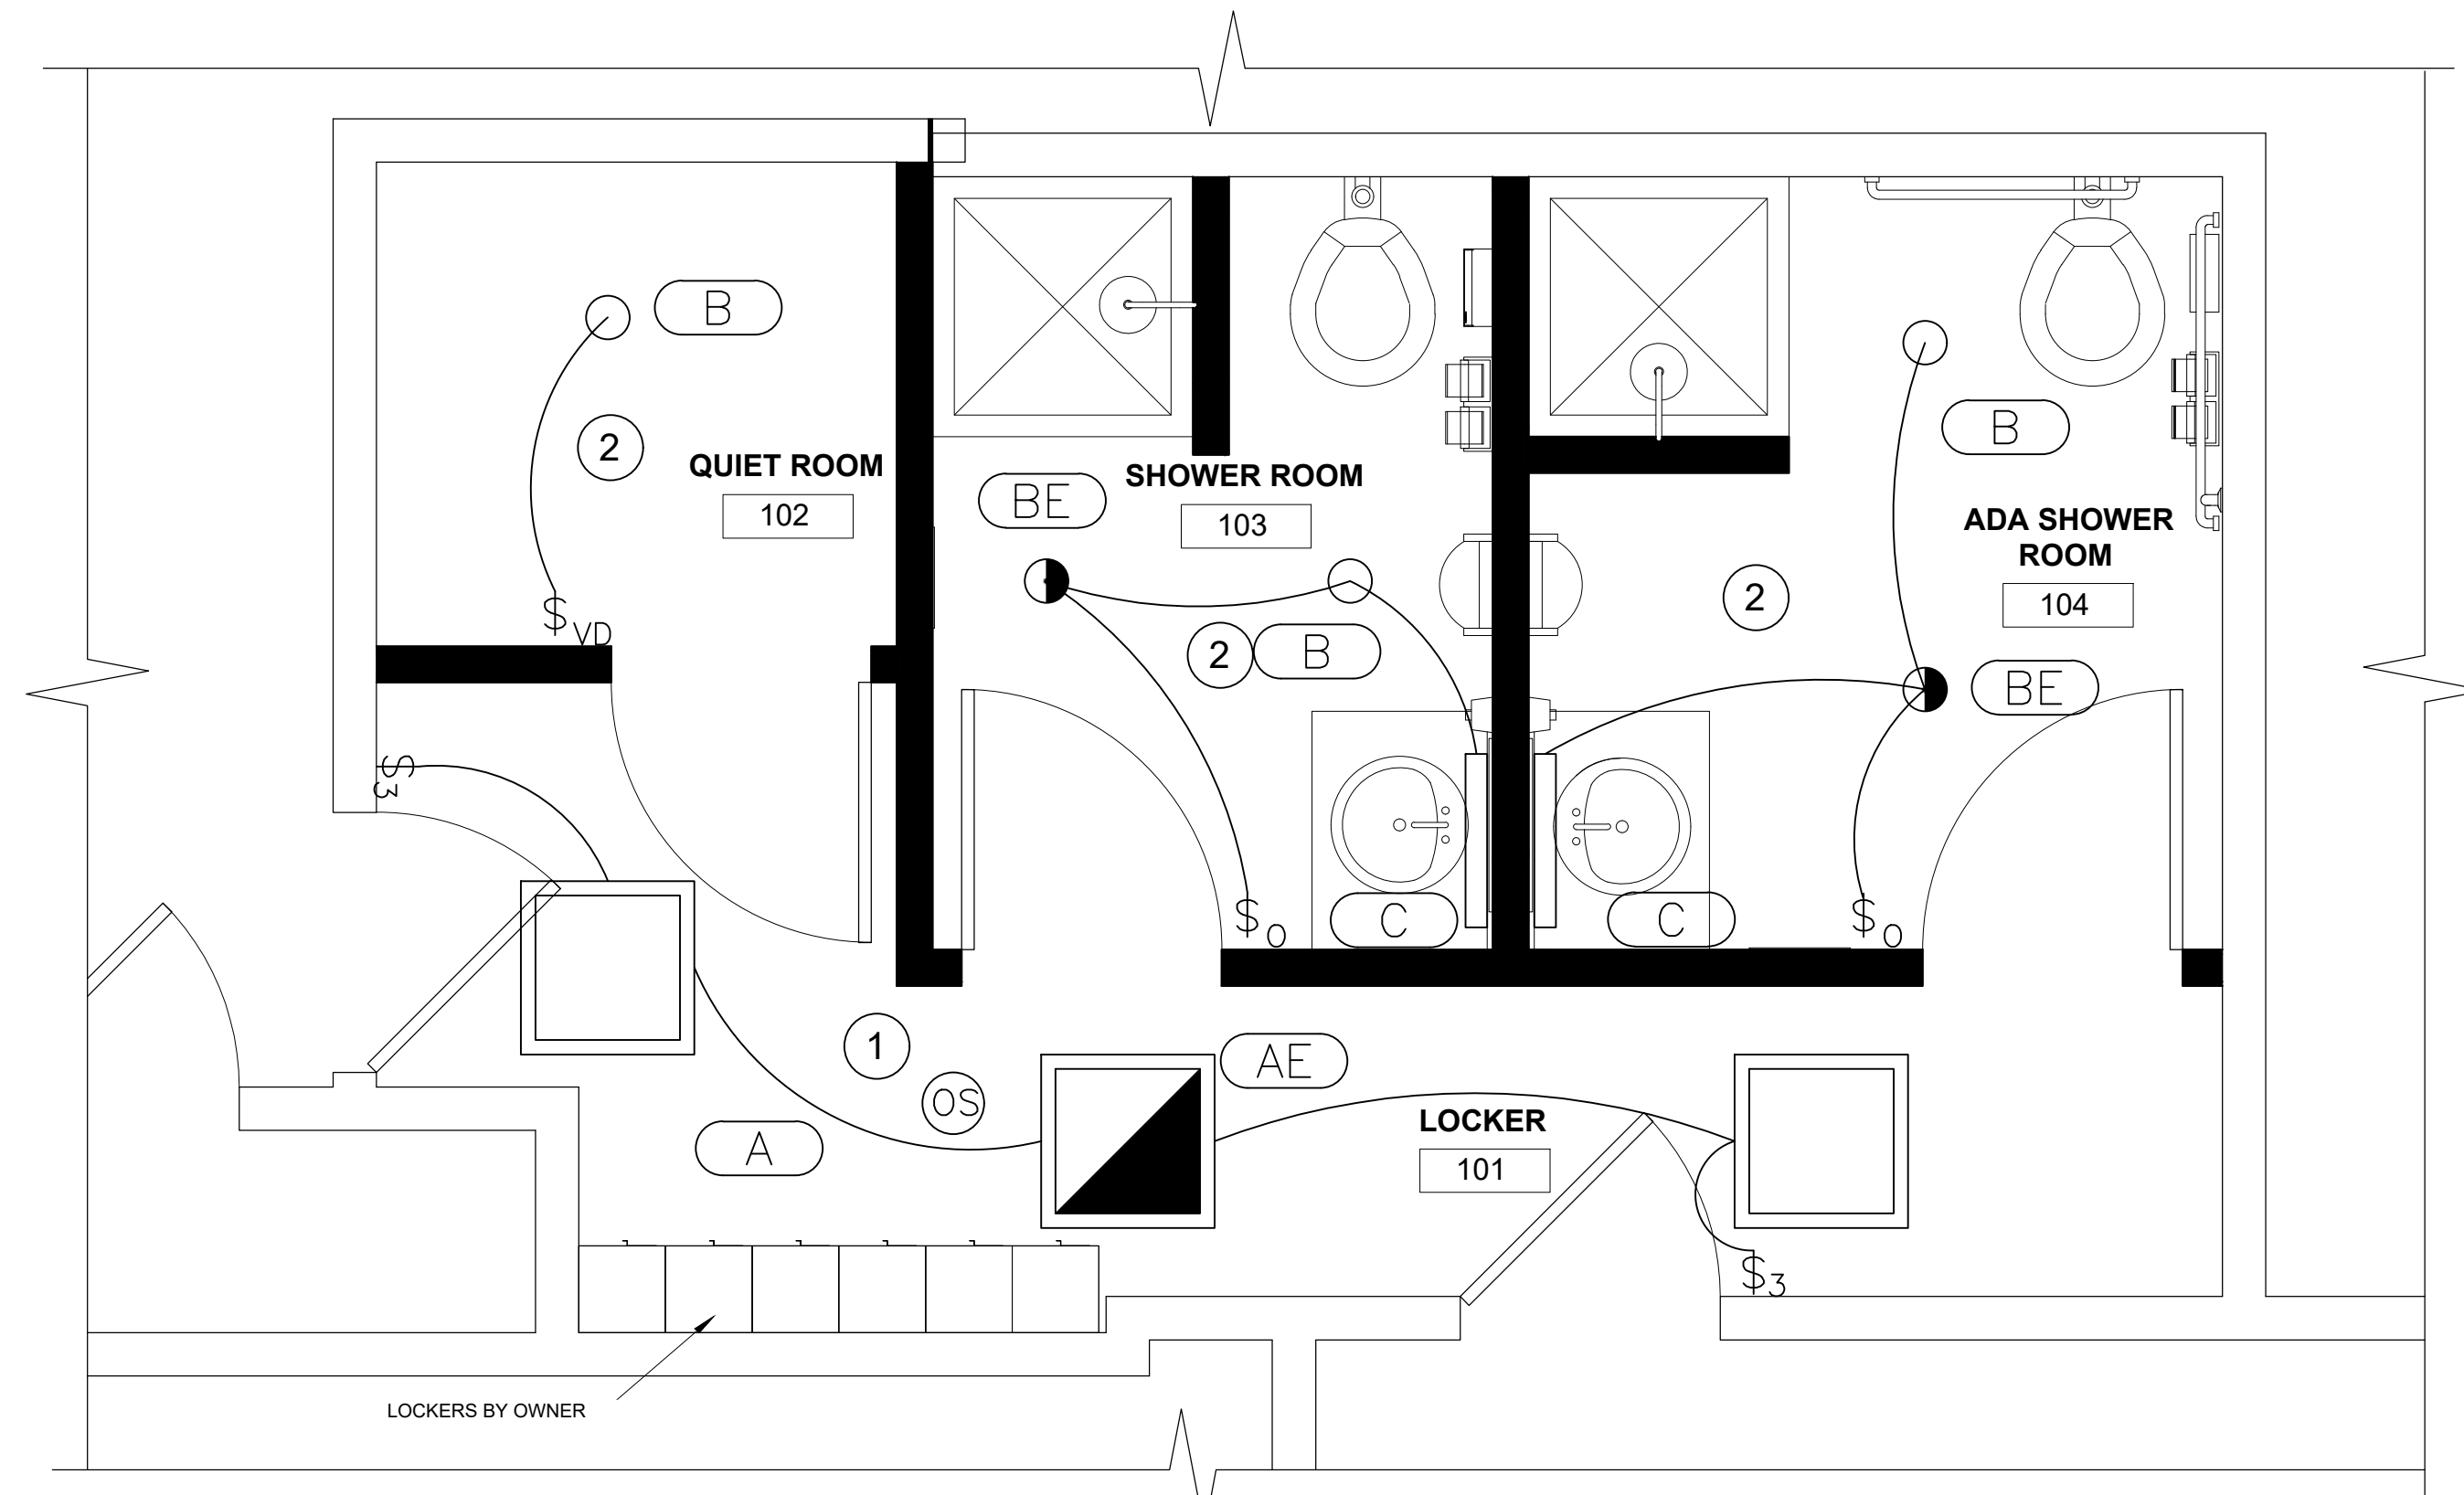 B
2
QUIET ROOM
102
$VD
BE
SHOWER ROOM
103
2
B
B
ADA SHOWER
ROOM
104
2
BE
$3
$O
C
C
$O
1
OS
A
AE
LOCKER
101
$3
LOCKERS BY OWNER